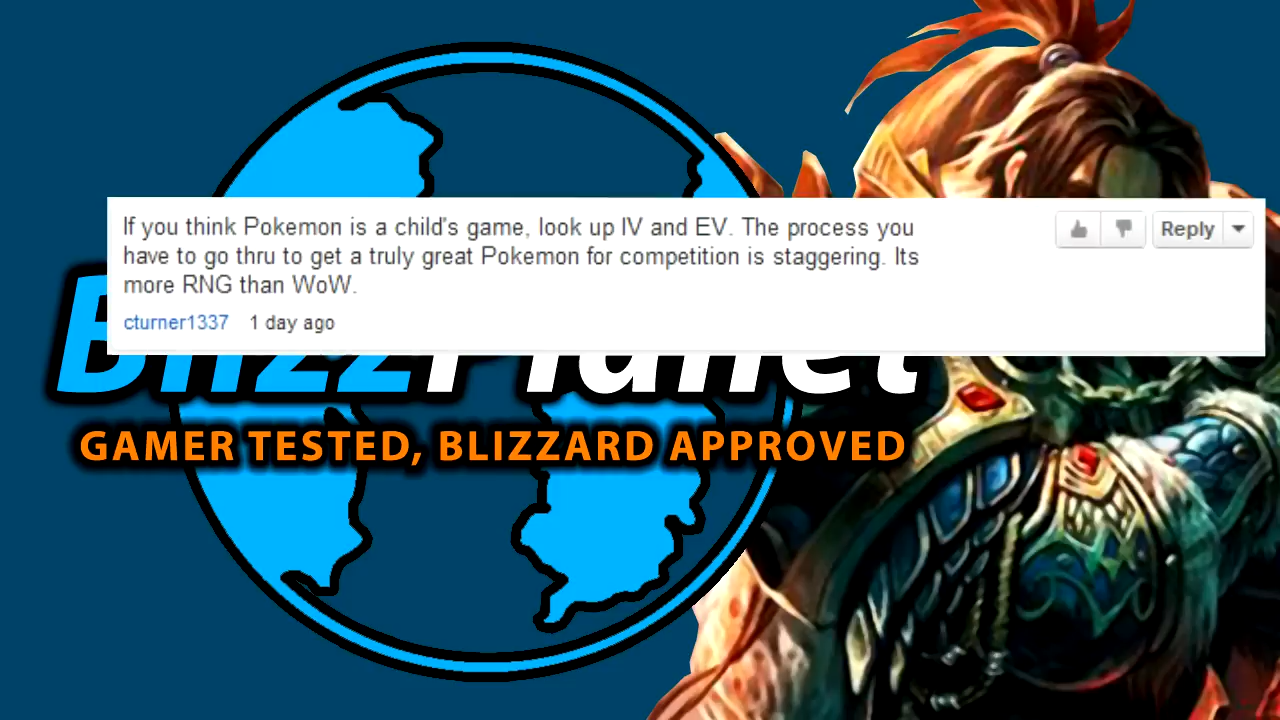 If you think Pokemon is a child's game, look up IV and EV. The process you
have to go thru to get a truly great Pokemon for competition is staggering. Its
more RNG than WoW.
Reply
cturner1337 1 day ago
BlizzPlanet
GAMER TESTED, BLIZZARD APPROVED